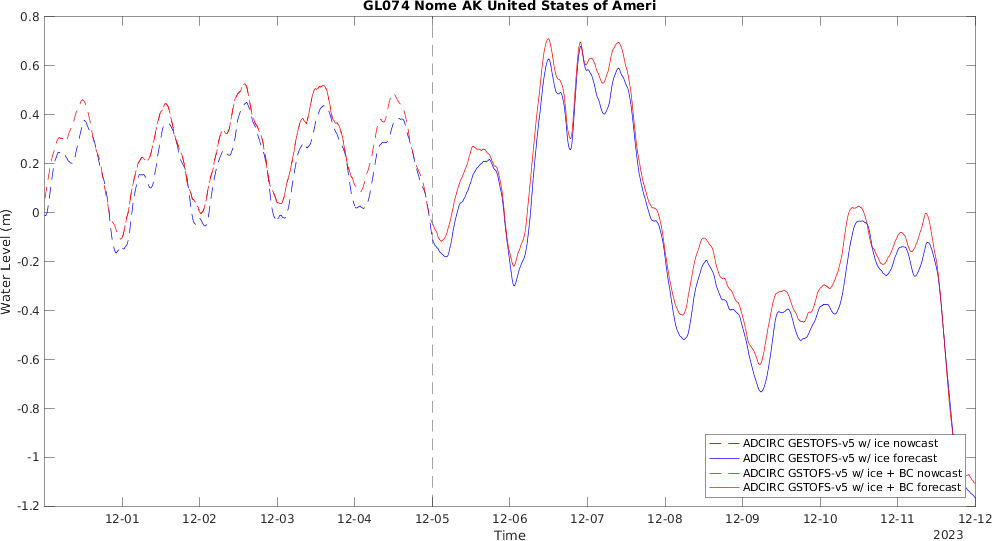 GL074 Nome AK United States of Ameri
Water Level (m)
0.8
0.6
0.4
0.2
0
-0.2
-0.4
-0.6
-0.8
-1
-1.2
ADCIRC GESTOFS-v5 w/ ice nowcast
ADCIRC GESTOFS-v5 w/ ice forecast
ADCIRC GSTOFS-v5 w/ ice + BC nowcast
ADCIRC GSTOFS-v5 w/ ice + BC forecast
12-01 12-02 12-03 12-04 12-05 12-06 12-07 12-08 12-09 12-10 12-11 12-12
Time
2023